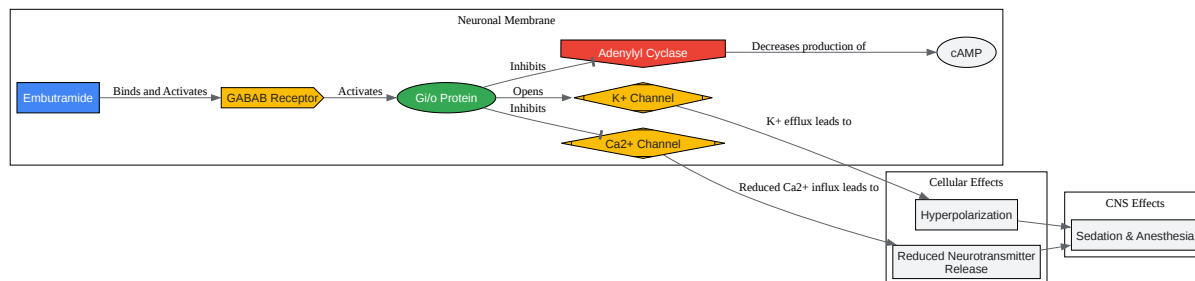 Neuronal Membrane
Embutramide
Binds and Activates
GABAB Receptor
Activates
Gi/o Protein
Inhibits
Adenylyl Cyclase
Decreases production of
cAMP
Opens
K+ Channel
Inhibits
Ca2+ Channel
K+ efflux leads to
Reduced Ca2+ influx leads to
Cellular Effects
Hyperpolarization
Reduced Neurotransmitter
Release
CNS Effects
Sedation & Anesthesia